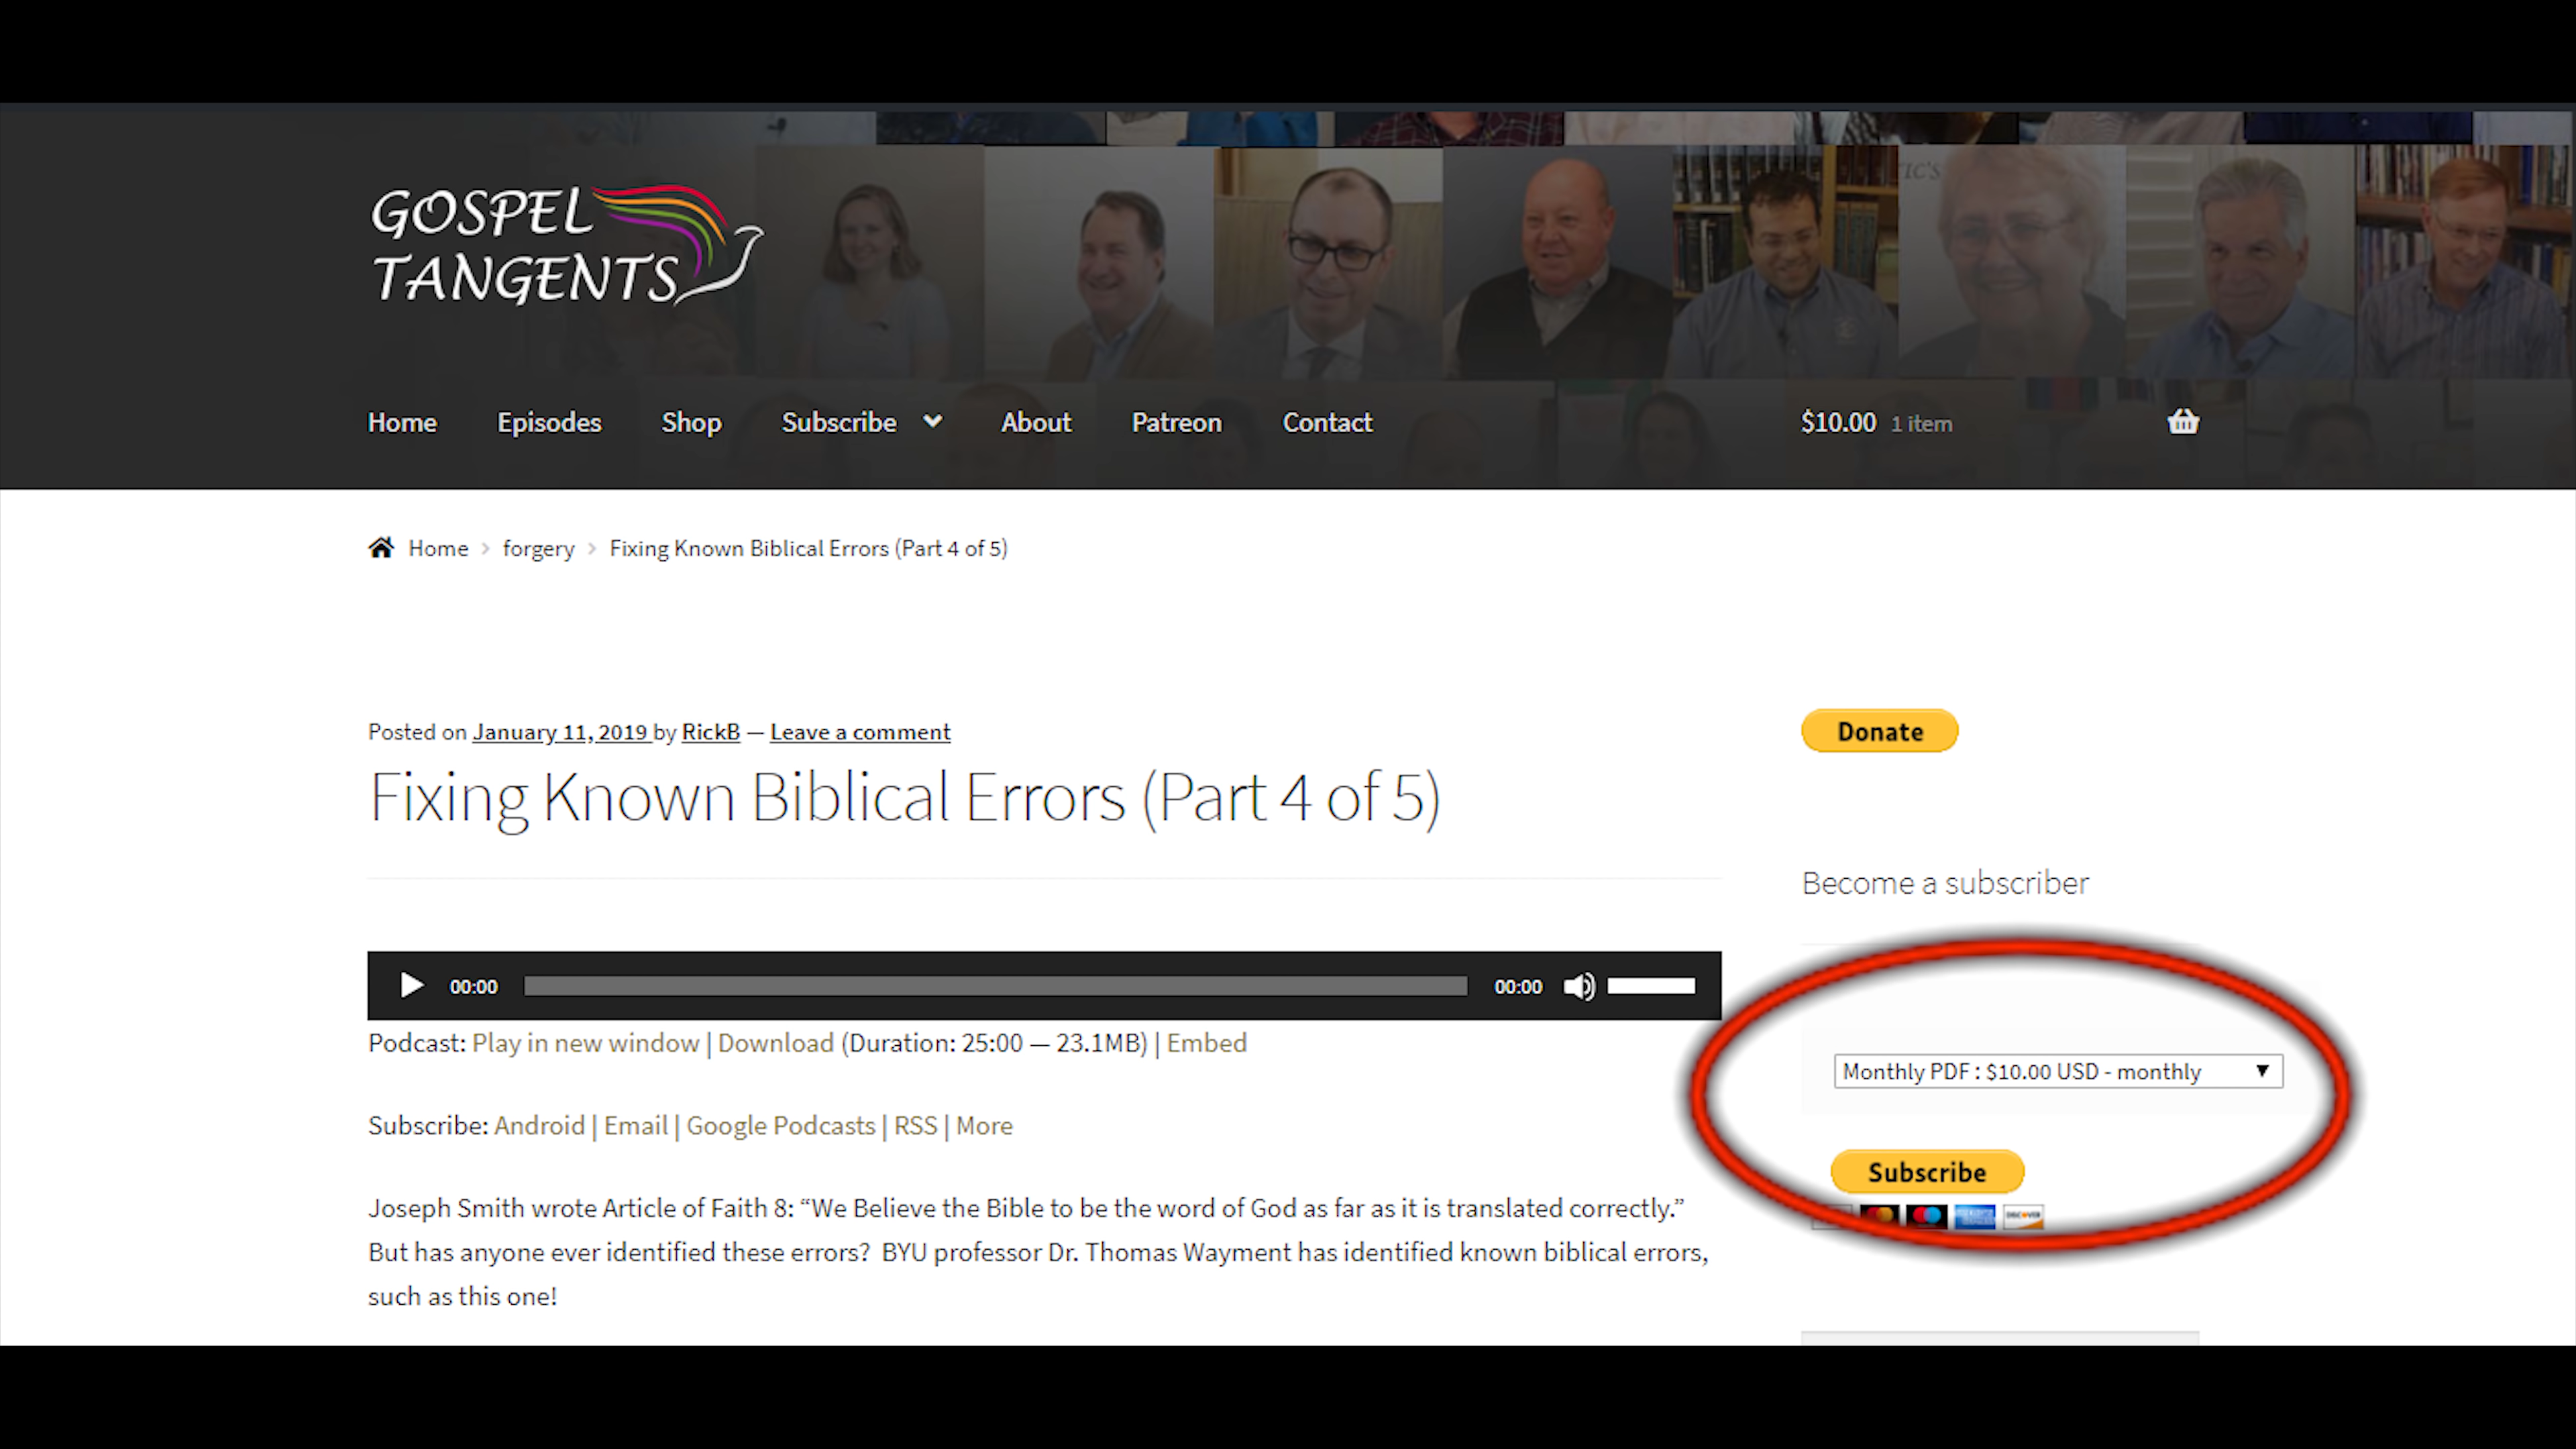 TIC'S
GOSPEL
TANGENTS
Home Episodes Shop Subscribe About Patreon Contact $10.00 1 item
Home > forgery > Fixing Known Biblical Errors (Part 4 of 5)
Posted on January 11, 2019 by RickB — Leave a comment
Donate
Fixing Known Biblical Errors (Part 4 of 5)
Become a subscriber
00:00 00:00
Podcast: Play in new window | Download (Duration: 25:00 — 23.1MB) | Embed
Monthly PDF : $10.00 USD - monthly
Subscribe: Android | Email | Google Podcasts | RSS | More
Subscribe
DISCOVER
Joseph Smith wrote Article of Faith 8: “We Believe the Bible to be the word of God as far as it is translated correctly.”
But has anyone ever identified these errors?  BYU professor Dr. Thomas Wayment has identified known biblical errors,
such as this one!